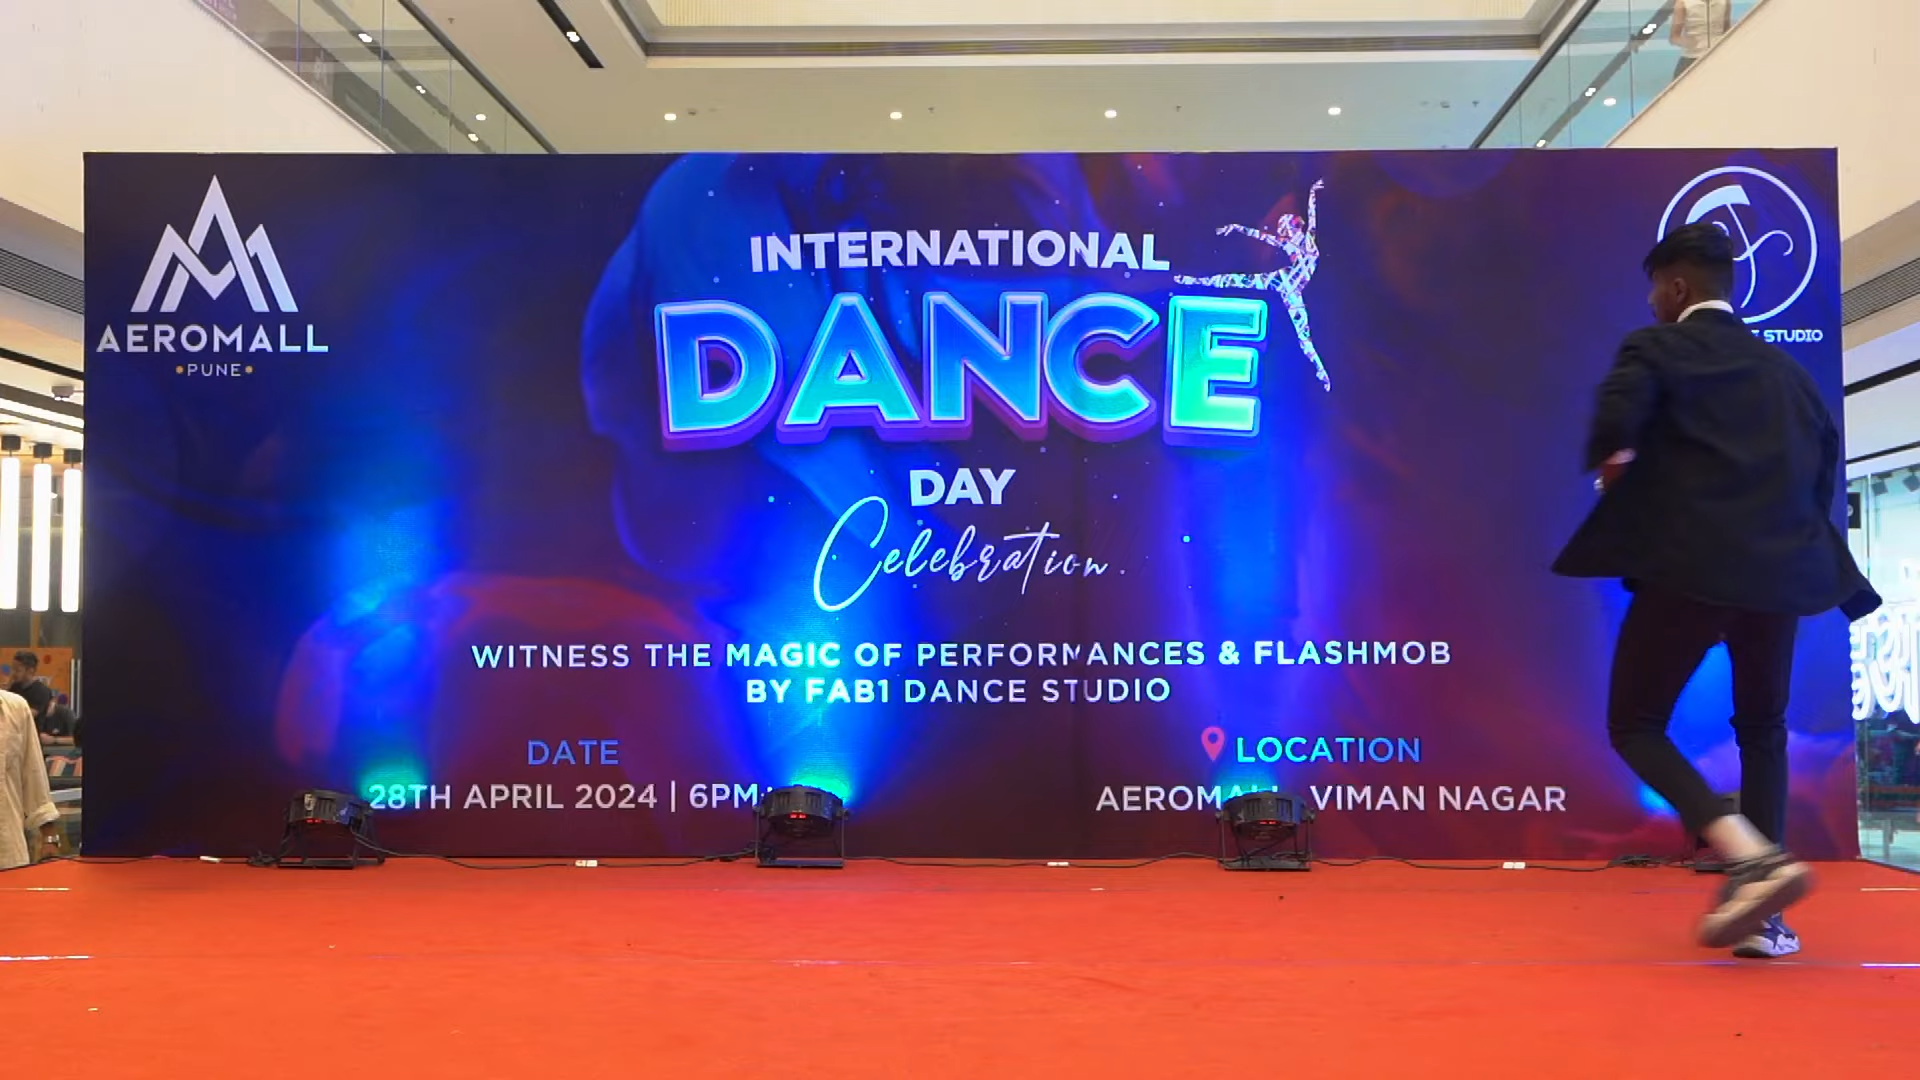 AEROMALL
•PUNE•
INTERNATIONAL
DANCE
DAY
Celebration
WITNESS THE MAGIC OF PERFORMANCES & FLASHMOB
BY FAB1 DANCE STUDIO
DATE
28TH APRIL 2024 | 6PM
LOCATION
VIMAN NAGAR
STUDIO